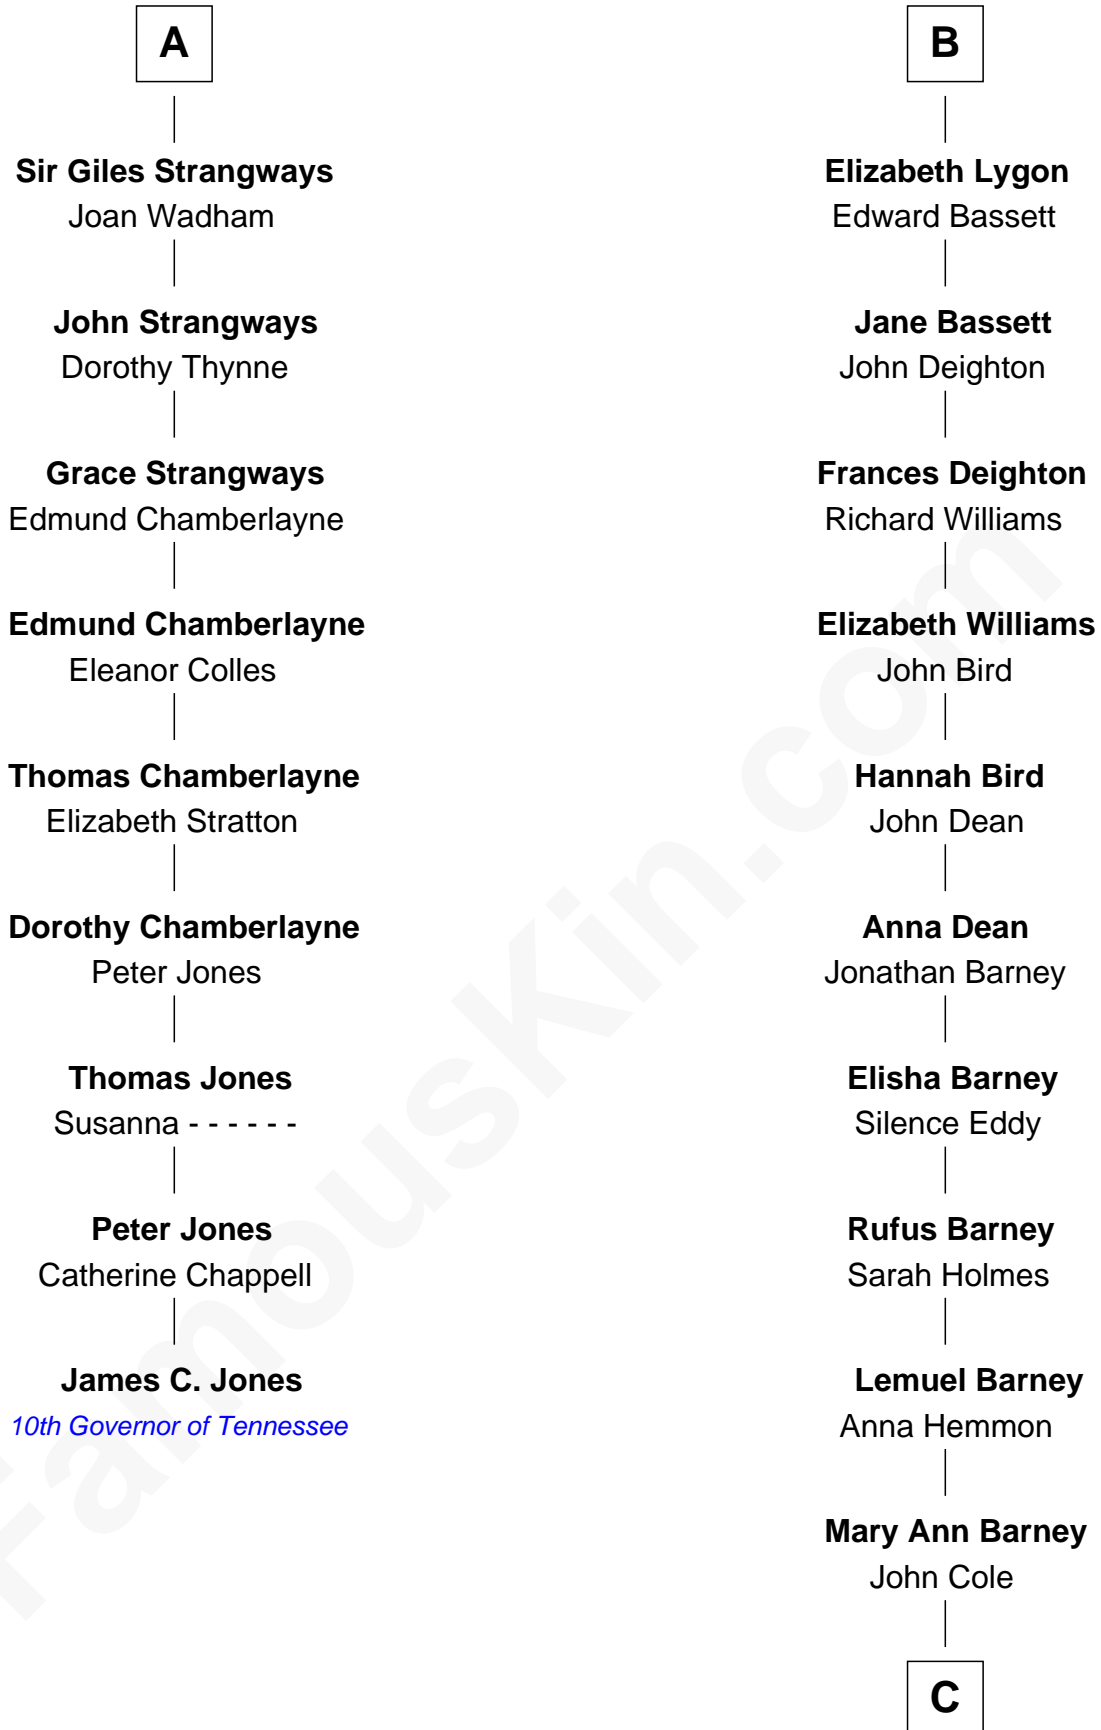 A
Sir Giles Strangways
Joan Wadham
John Strangways
Dorothy Thynne
Grace Strangways
Edmund Chamberlayne
Edmund Chamberlayne
Eleanor Colles
Thomas Chamberlayne
Elizabeth Stratton
Dorothy Chamberlayne
Peter Jones
Thomas Jones
Susanna - - - - - -
Peter Jones
Catherine Chappell
James C. Jones
10th Governor of Tennessee
B
Elizabeth Lygon
Edward Bassett
Jane Bassett
John Deighton
Frances Deighton
Richard Williams
Elizabeth Williams
John Bird
Hannah Bird
John Dean
Anna Dean
Jonathan Barney
Elisha Barney
Silence Eddy
Rufus Barney
Sarah Holmes
Lemuel Barney
Anna Hemmon
Mary Ann Barney
John Cole
C
FamousKin.com